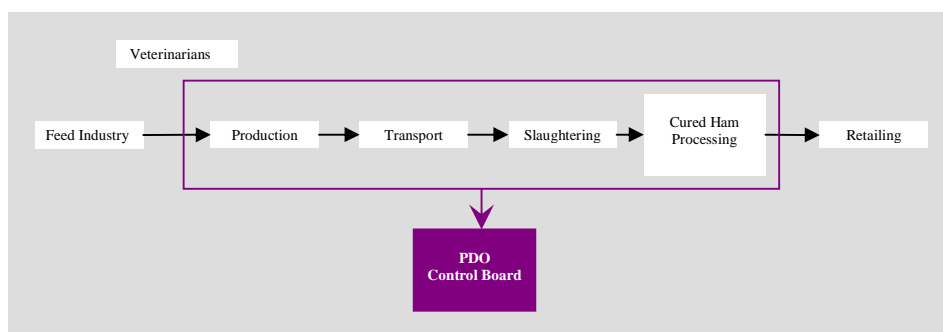 Veterinarians
Feed Industry
Production
Transport
Slaughtering
Cured Ham
Processing
Retailing
PDO
Control Board